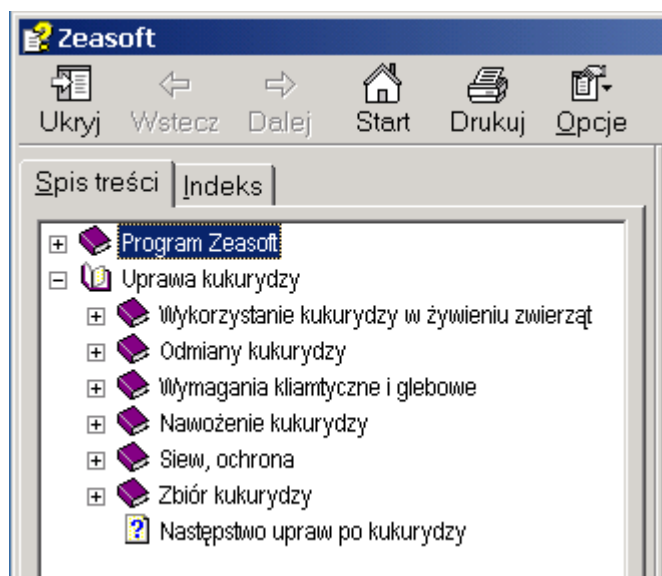 Zeasoft
Ukryj Wstecz Dalej Start Drukuj Opcje
Spis treści Indeks
Program Zeasoft
Uprawa kukurydzy
Wykorzystanie kukurydzy w żywieniu zwierząt
Odmiany kukurydzy
Wymagania kliamtyczne i glebowe
Nawożenie kukurydzy
Siew, ochrona
Zbiór kukurydzy
Następstwo upraw po kukurydzy